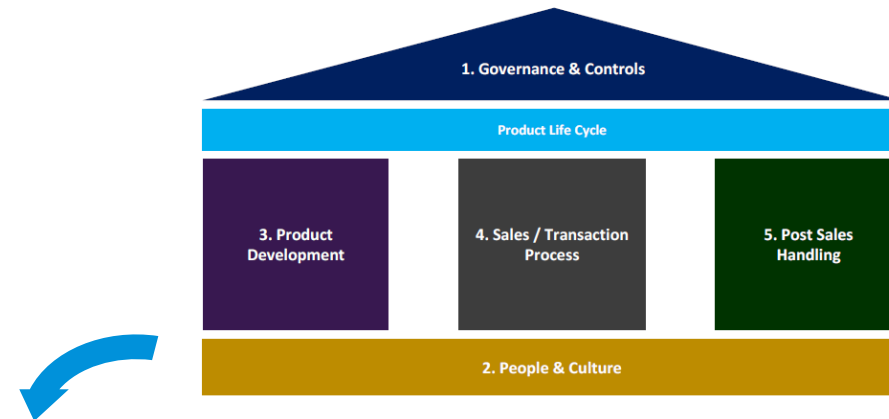 1. Governance & Controls
Product Life Cycle
3. Product
Development
4. Sales / Transaction
Process
5. Post Sales
Handling
2. People & Culture